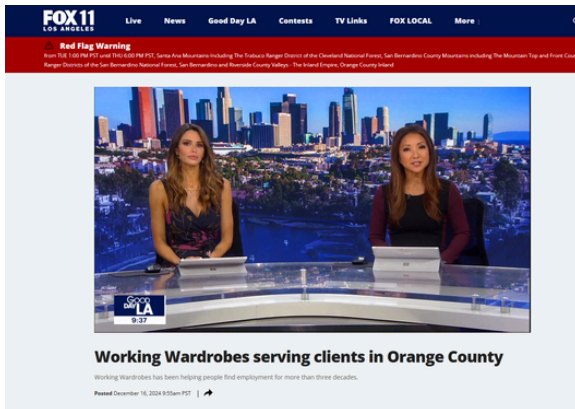 FOX 11
LOS ANGELES
Live News Good Day LA Contests TV Links FOX LOCAL More
Red Flag Warning
from TUE 1:00 PM PST until THU 6:00 PM PST, Santa Ana Mountains-Including The Trabuco Ranger District of the Cleveland National Forest, San Bernardino County Mountains including The Mountain Top and Front
Ranger Districts of the San Bernardino National Forest, San Bernardino and Riverside County Valleys - The Inland Empire, Orange County Inland
GOOD
DAY LA
9:37
Working Wardrobes serving clients in Orange County
Working Wardrobes has been helping people find employment for more than three decades.
Posted December 16, 2024 9:55am PST |